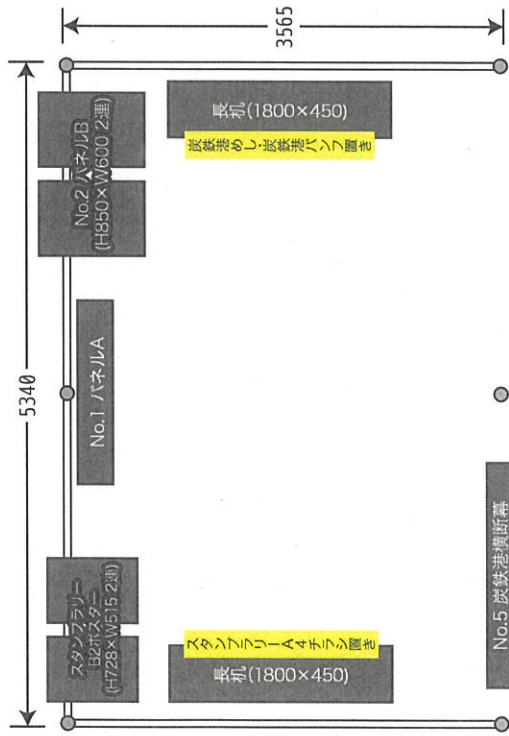 5340
3565
スタンプラリー
B2ポスター
(H728×W515 2連)
No.1 パネルA
No.2 パネルB
(H850×W600 2連)
長机(1800×450)
スタンプラリーA4チラシ置き
長机(1800×450)
炭鉄港めし・炭鉄港パンフ置き
No.5 炭鉄港横断幕